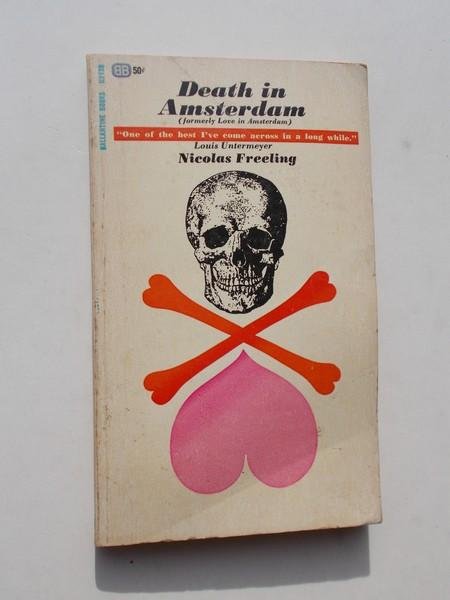 BB 50¢
BALLANTINE BOOKS U2128
Death in
Amsterdam
(formerly Love in Amsterdam)
"One of the best I've come across in a long while."
Louis Untermeyer
Nicolas Freeling